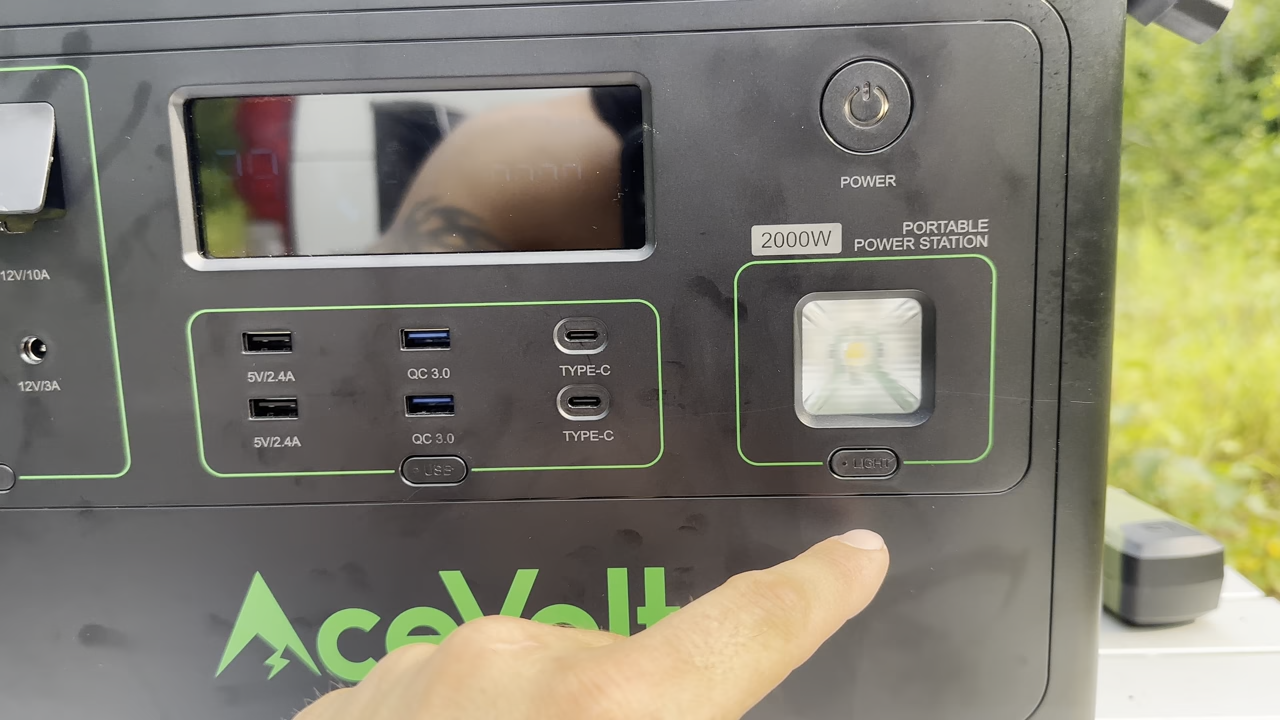 POWER
2000W
PORTABLE
POWER STATION
12V/10A
12V/3A
5V/2.4A
QC 3.0
TYPE-C
5V/2.4A
QC 3.0
TYPE-C
USB
LIGHT
AceVolt